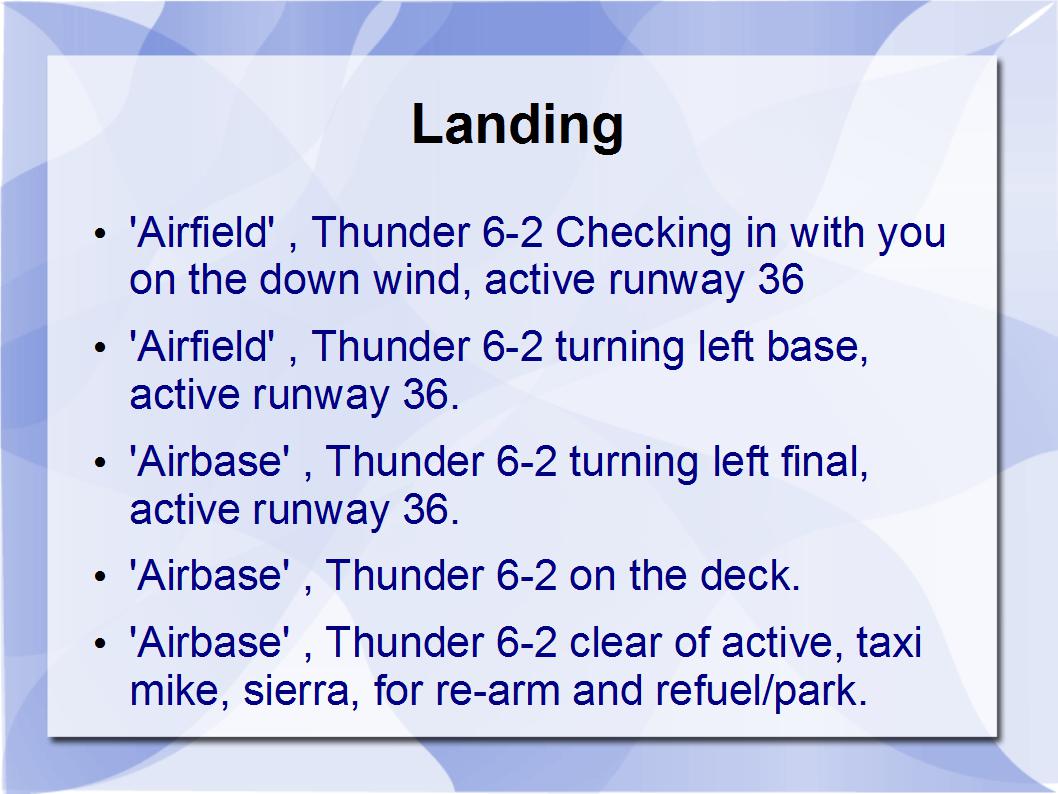 Landing
• 'Airfield' , Thunder 6-2 Checking in with you
on the down wind, active runway 36
• 'Airfield' , Thunder 6-2 turning left base,
active runway 36.
• 'Airbase' , Thunder 6-2 turning left final,
active runway 36.
• 'Airbase' , Thunder 6-2 on the deck.
• 'Airbase' , Thunder 6-2 clear of active, taxi
mike, sierra, for re-arm and refuel/park.